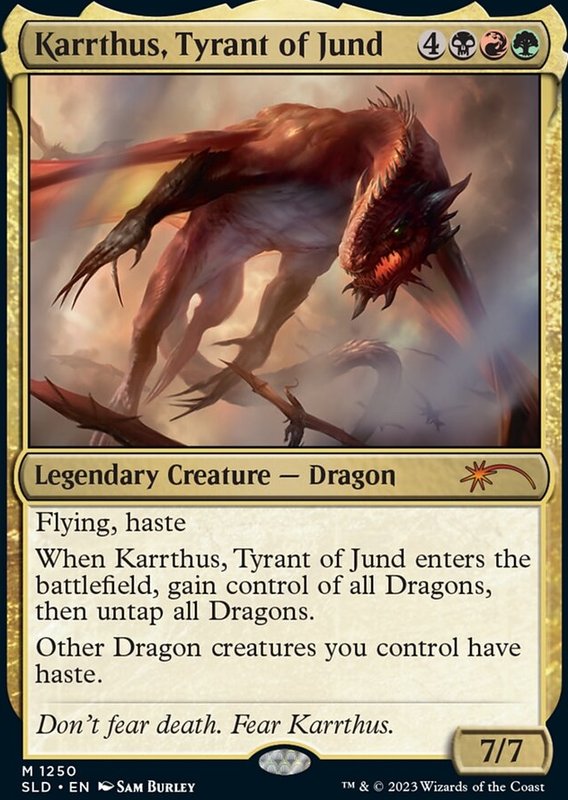 Karrthus, Tyrant of Jund 4
Legendary Creature — Dragon
Flying, haste
When Karrthus, Tyrant of Jund enters the
battlefield, gain control of all Dragons,
then untap all Dragons.
Other Dragon creatures you control have
haste.
Don't fear death. Fear Karrthus.
7/7
M 1250
SLD • EN Sam Burley
™ & © 2023 Wizards of the Coast